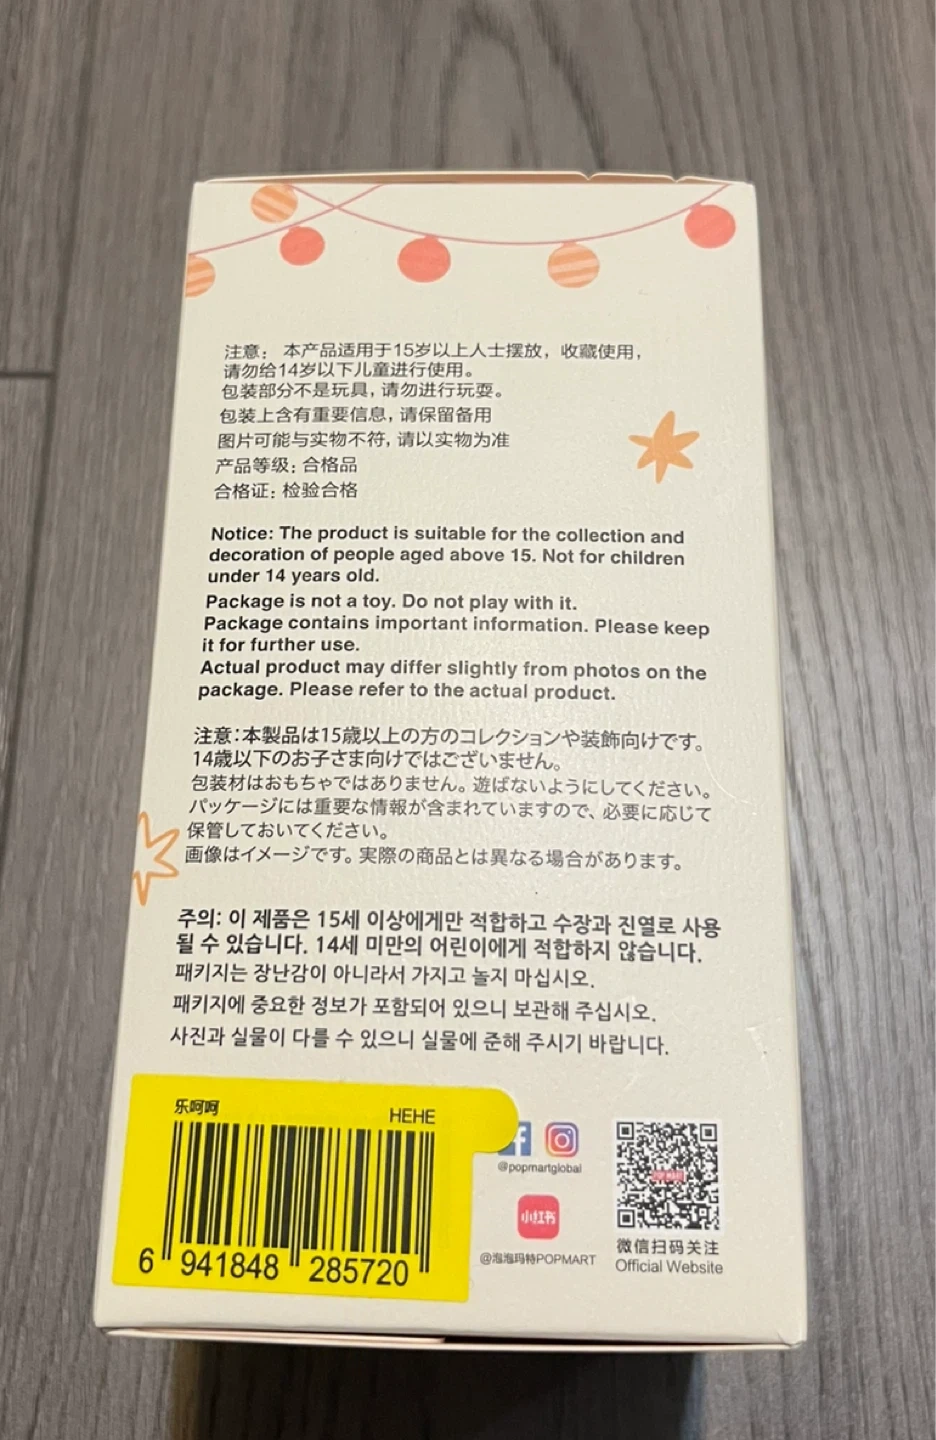 注意： 本产品适用于15岁以上人士摆放，收藏使用，
请勿给14岁以下儿童进行使用。
包装部分不是玩具，请勿进行玩耍。
包装上含有重要信息，请保留备用
图片可能与实物不符，请以实物为准
产品等级：合格品
合格证：检验合格
Notice: The product is suitable for the collection and
decoration of people aged above 15. Not for children
under 14 years old.
Package is not a toy. Do not play with it.
Package contains important information. Please keep
it for further use.
Actual product may differ slightly from photos on the
package. Please refer to the actual product.
注意：本製品は15歳以上の方のコレクションや装飾向けです。
14歳以下のお子さま向けではございません。
包装材はおもちゃではありません。遊ばないようにしてください。
パッケージには重要な情報が含まれていますので、必要に応じて
保管しておいてください。
画像はイメージです。実際の商品とは異なる場合があります。
주의: 이 제품은 15세 이상에게만 적합하고 수장과 진열로 사용
될 수 있습니다. 14세 미만의 어린이에게 적합하지 않습니다.
패키지는 장난감이 아니라서 가지고 놀지 마십시오.
패키지에 중요한 정보가 포함되어 있으니 보관해 주십시오.
사진과 실물이 다를 수 있으니 실물에 준해 주시기 바랍니다.
乐呵呵
HEHE
6 941848 285720
@popmartglobal
小红书
@泡泡玛特POPMART
POP MART
微信扫码关注
Official Website